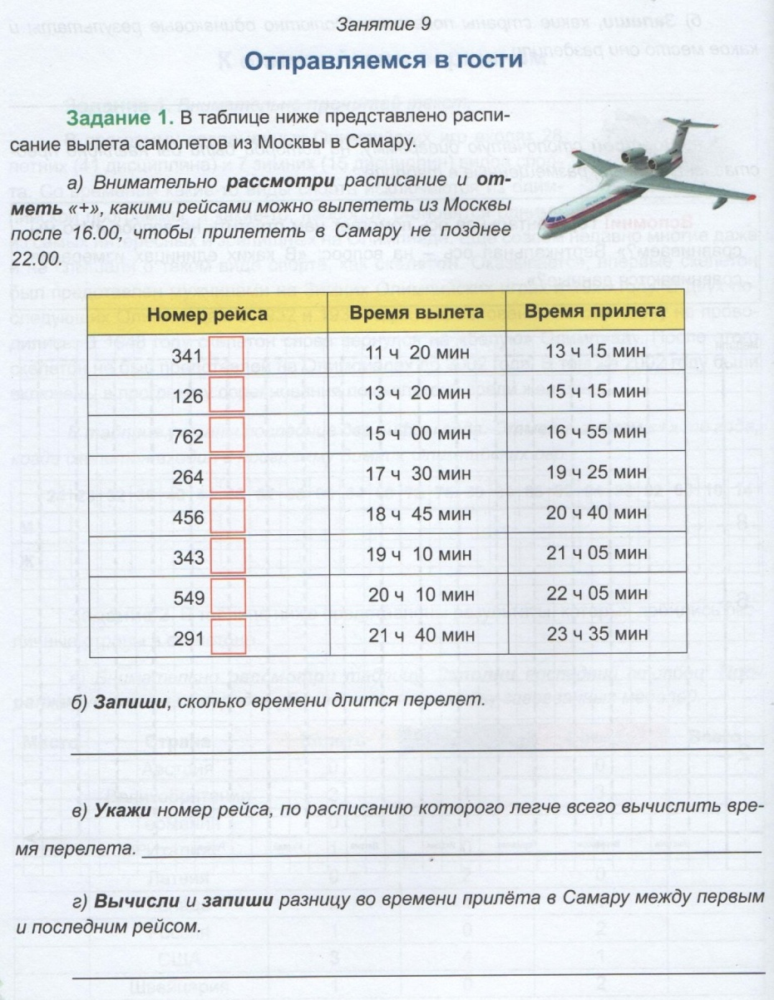 Занятие 9
Отправляемся в гости
Задание 1. В таблице ниже представлено распи-
сание вылета самолетов из Москвы в Самару.
а) Внимательно рассмотри расписание и от-
меть «+», какими рейсами можно вылететь из Москвы
после 16.00, чтобы прилететь в Самару не позднее
22.00.
Номер рейса Время вылета Время прилета
341 11 ч 20 мин 13 ч 15 мин
126 13 ч 20 мин 15 ч 15 мин
762 15 ч 00 мин 16 ч 55 мин
264 17 ч 30 мин 19 ч 25 мин
456 18 ч 45 мин 20 ч 40 мин
343 19 ч 10 мин 21 ч 05 мин
549 20 ч 10 мин 22 ч 05 мин
291 21 ч 40 мин 23 ч 35 мин
б) Запиши, сколько времени длится перелет.
в) Укажи номер рейса, по расписанию которого легче всего вычислить вре-
мя перелета.
г) Вычисли и запиши разницу во времени прилёта в Самару между первым
и последним рейсом.